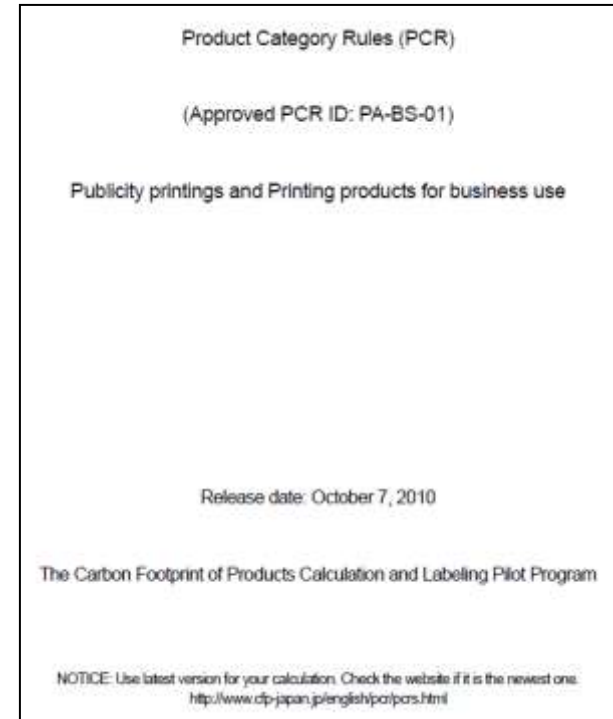 Product Category Rules (PCR)
(Approved PCR ID: PA-BS-01)
Publicity printings and Printing products for business use
Release date: October 7, 2010
The Carbon Footprint of Products Calculation and Labeling Pilot Program
NOTICE: Use latest version for your calculation. Check the website if it is the newest one.
http://www.cfp-japan.jp/english/pcr/pcrs.html